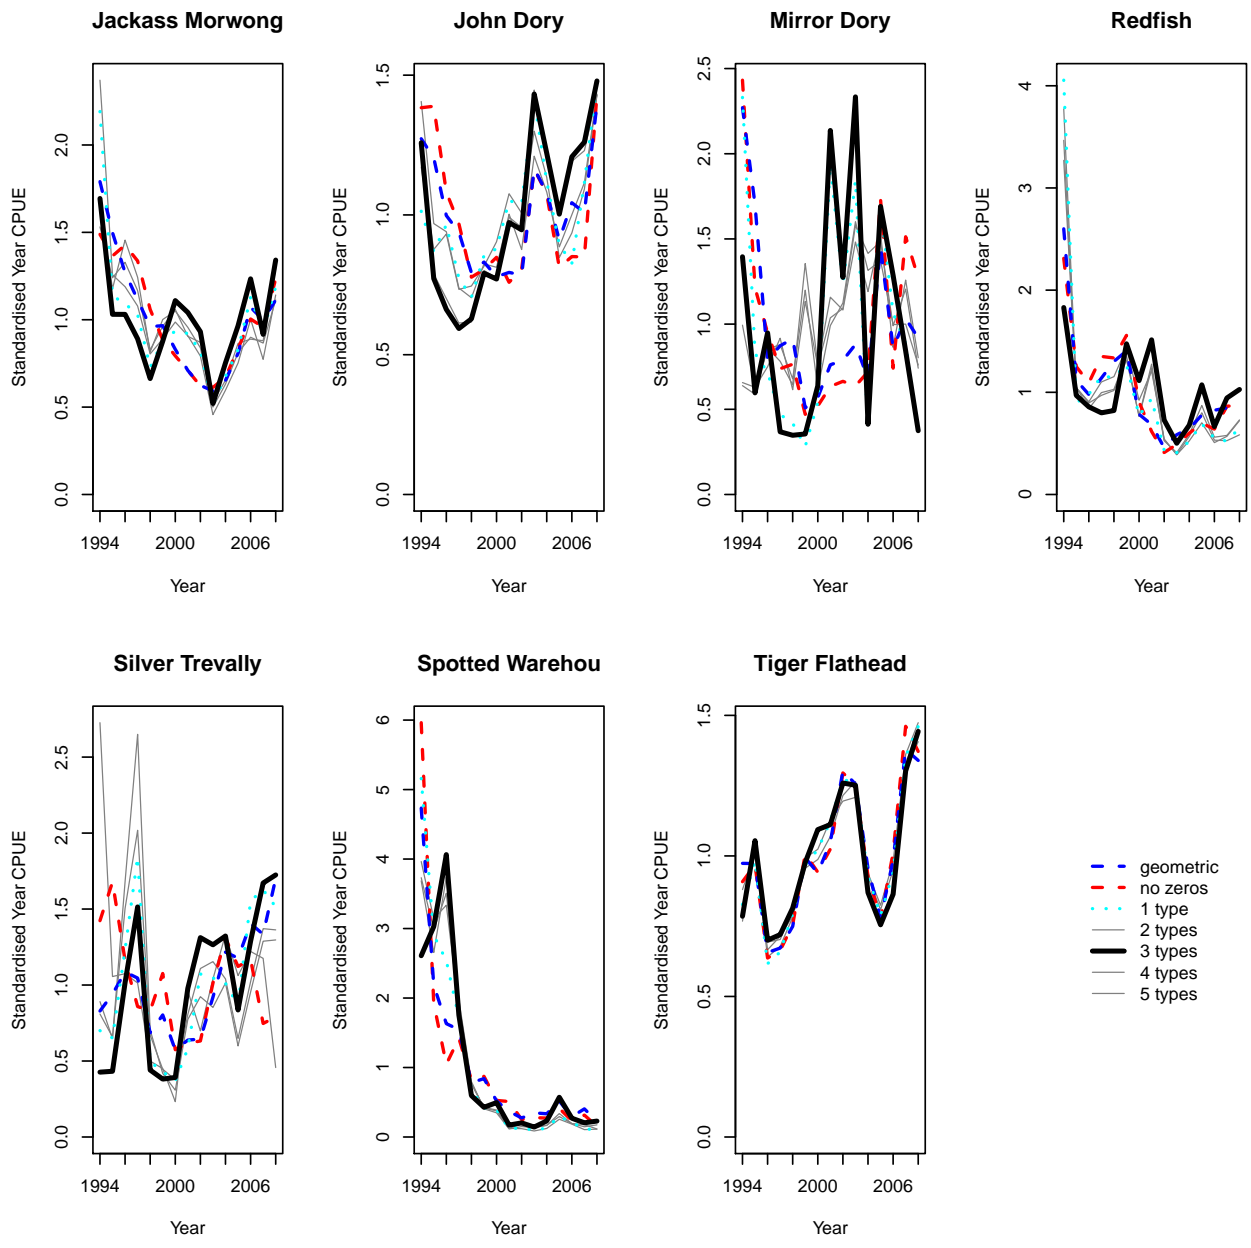 Jackass Morwong
John Dory
Mirror Dory
Redfish
Standardised Year CPUE
0.0 0.5 1.0 1.5 2.0
1994 2000 2006
Year
Standardised Year CPUE
0.0 0.5 1.0 1.5
1994 2000 2006
Year
Standardised Year CPUE
0.0 0.5 1.0 1.5 2.0 2.5
1994 2000 2006
Year
Standardised Year CPUE
0 1 2 3 4
1994 2000 2006
Year
Silver Trevally
Spotted Warehou
Tiger Flathead
Standardised Year CPUE
0.0 0.5 1.0 1.5 2.0 2.5
1994 2000 2006
Year
Standardised Year CPUE
0 1 2 3 4 5 6
1994 2000 2006
Year
Standardised Year CPUE
0.0 0.5 1.0 1.5
1994 2000 2006
Year
geometric
no zeros
1 type
2 types
3 types
4 types
5 types